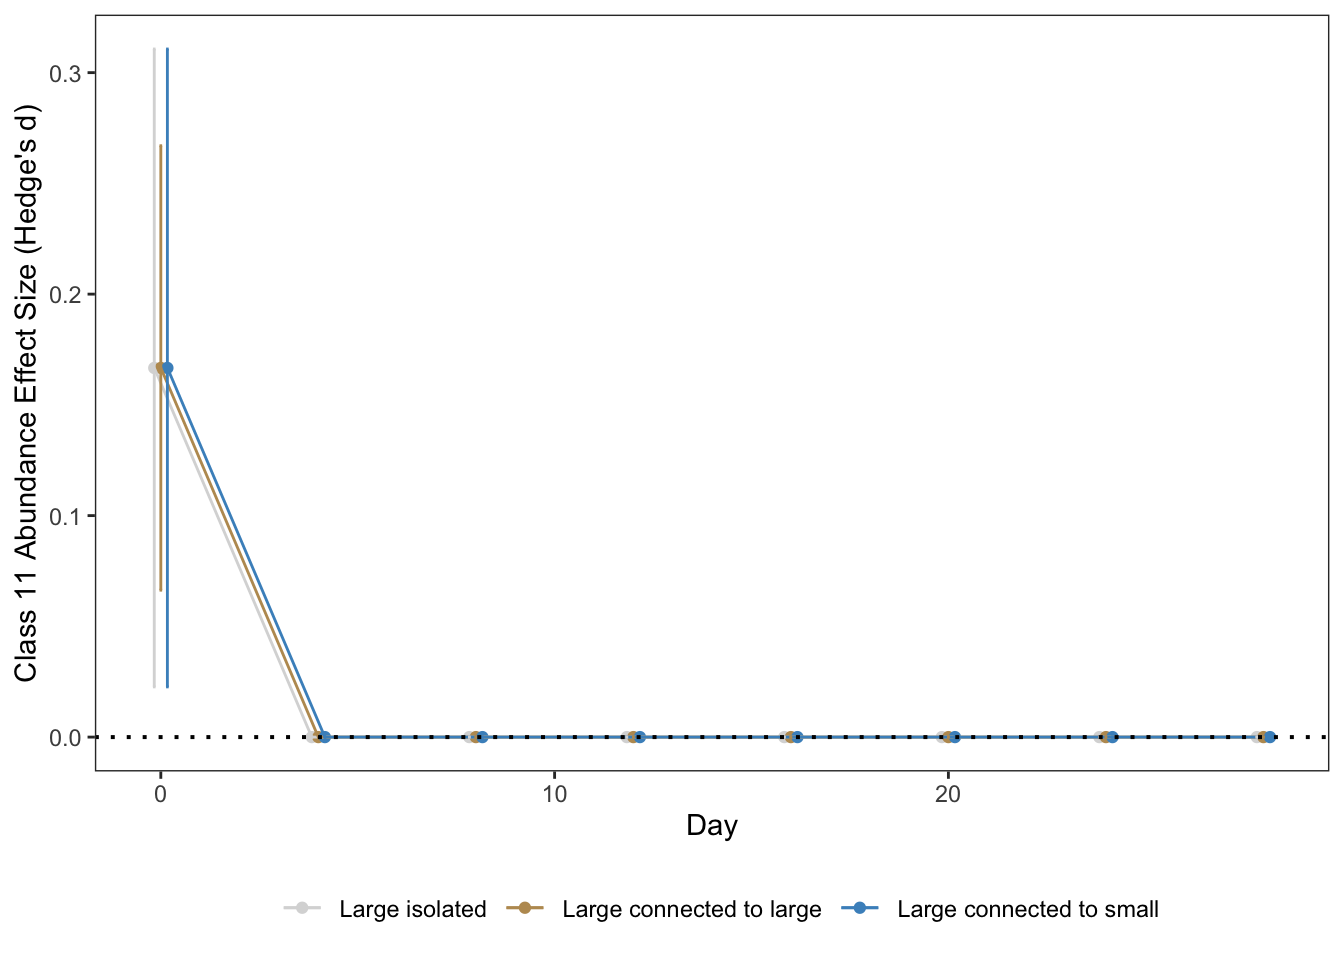 Class 11 Abundance Effect Size (Hedge's d)
0.3
0.2
0.1
0.0
0 10 20
Day
Large isolated Large connected to large Large connected to small